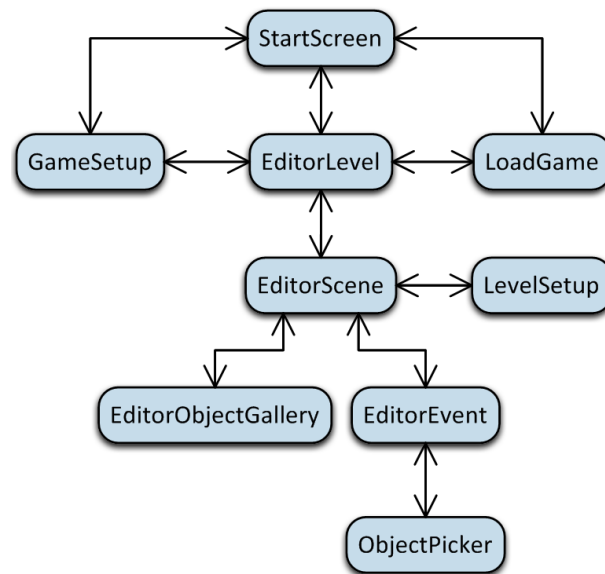 StartScreen
GameSetup
EditorLevel
LoadGame
EditorScene
LevelSetup
EditorObjectGallery
EditorEvent
ObjectPicker